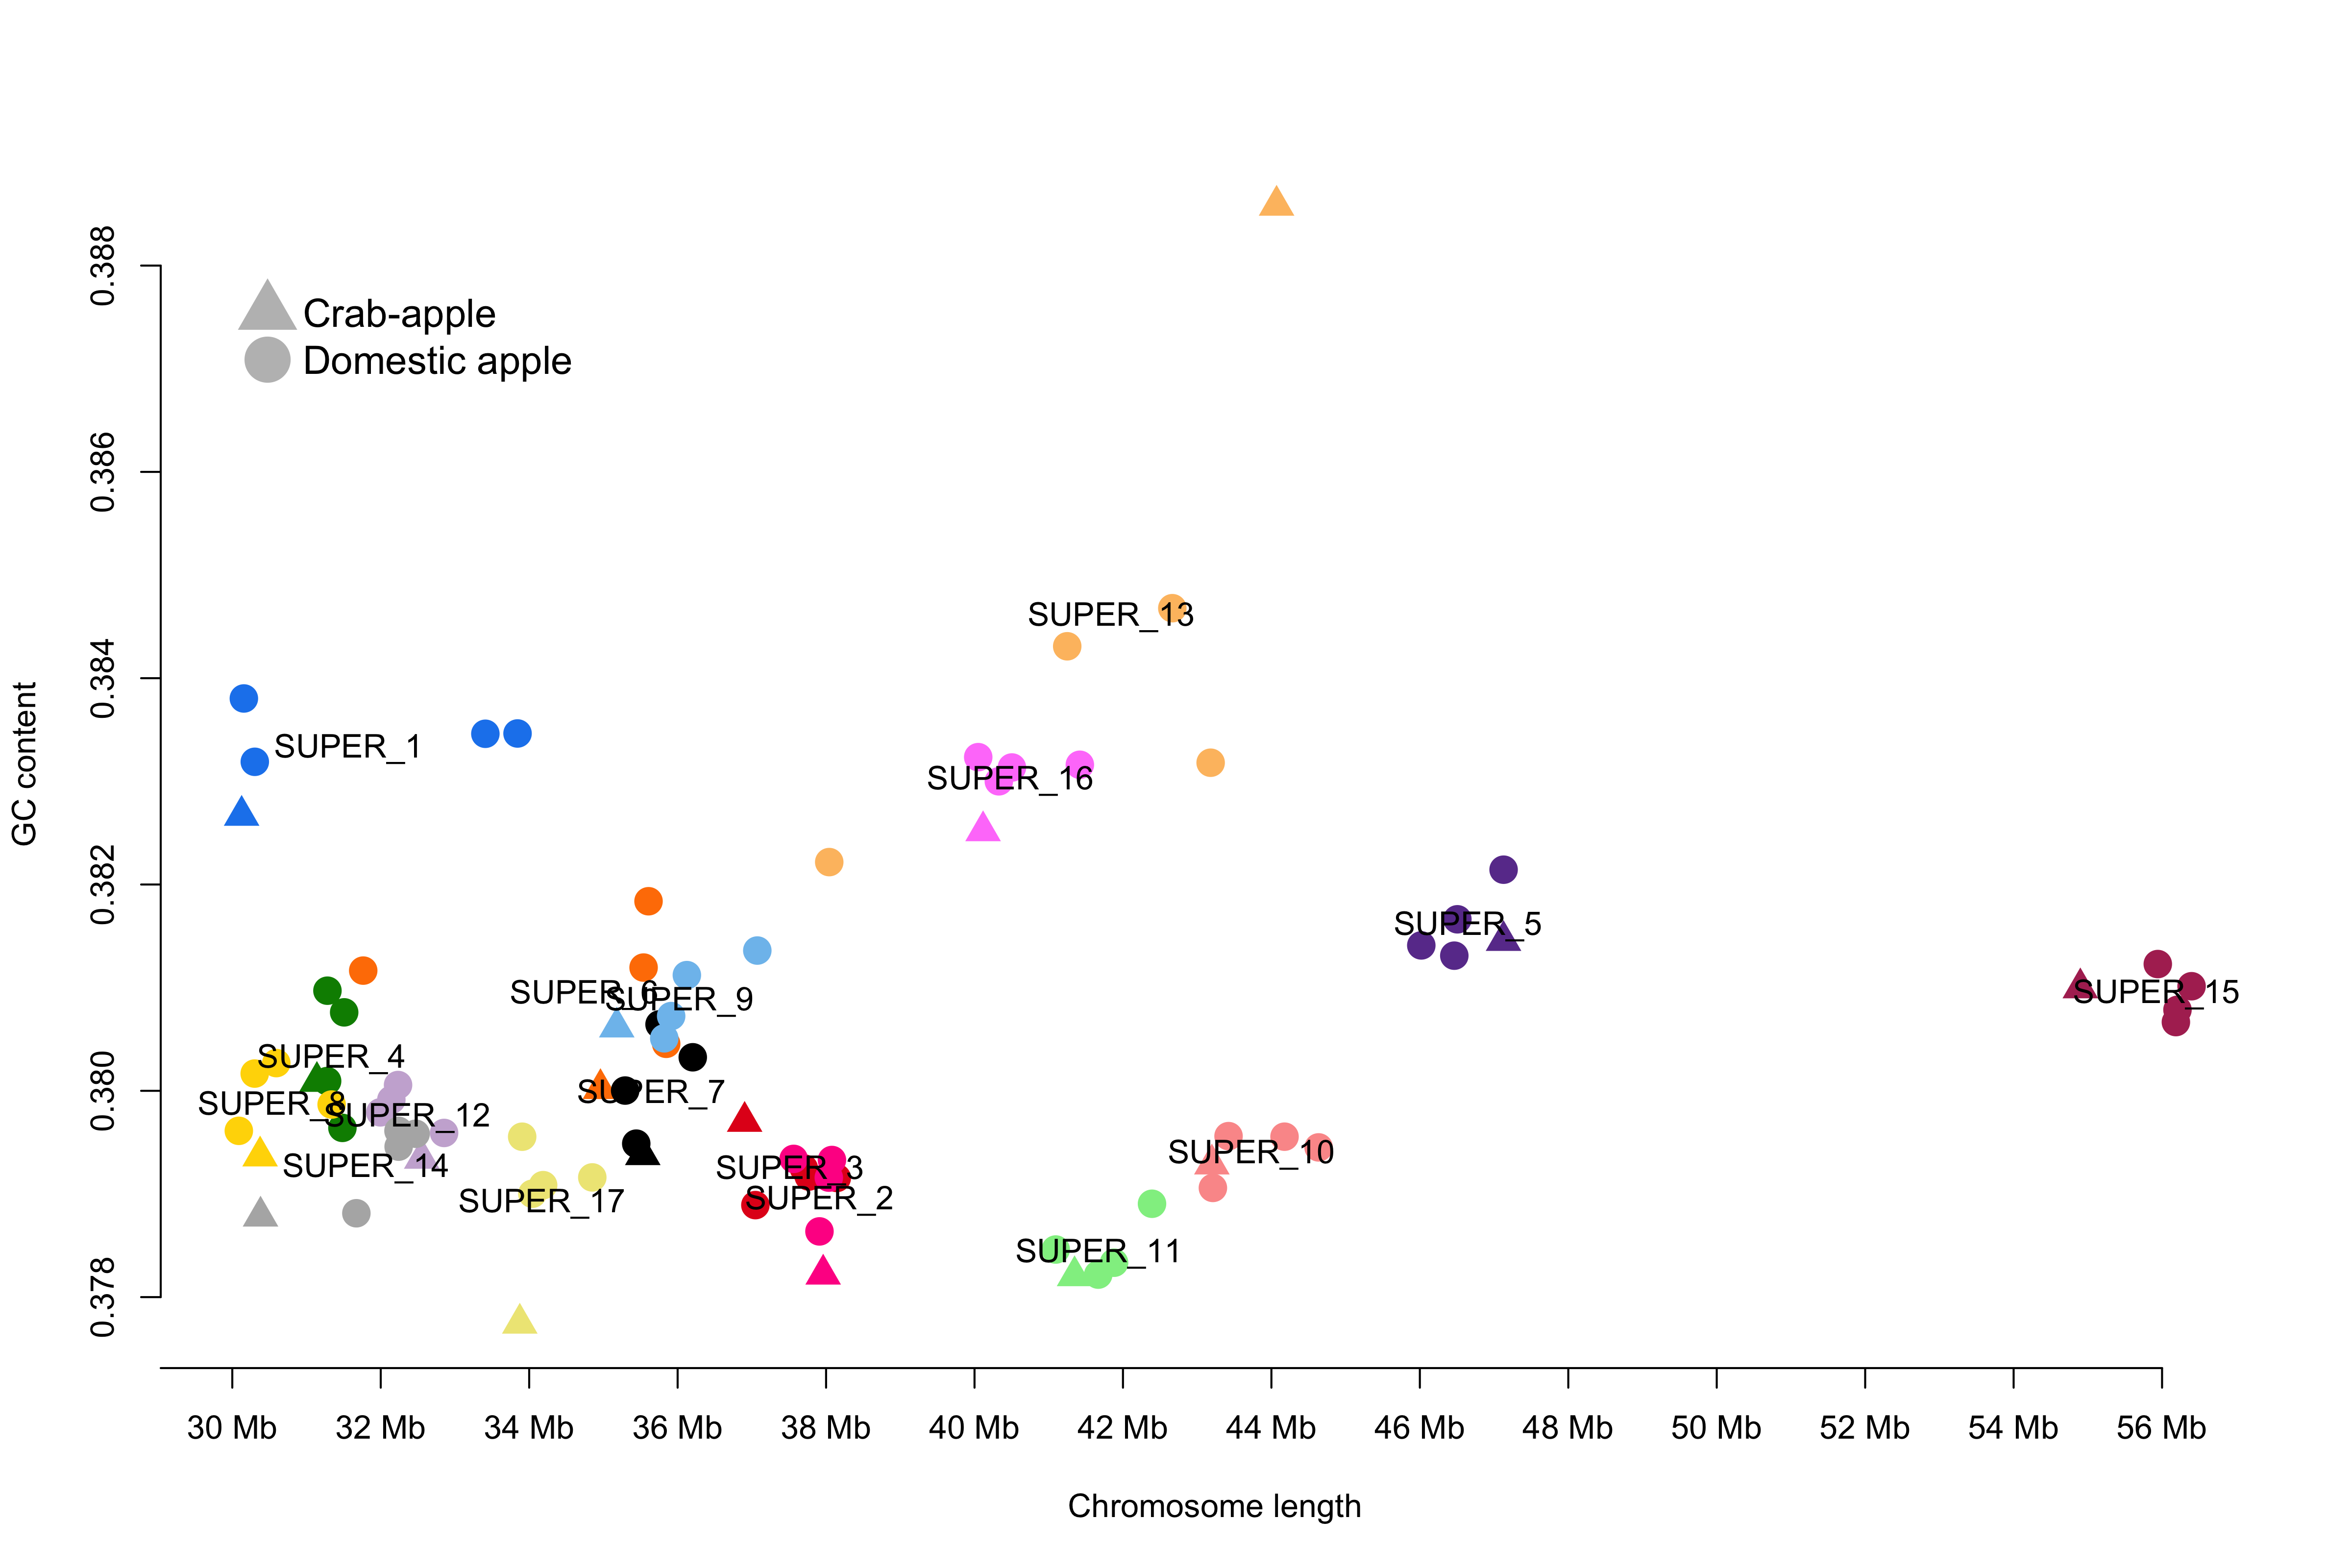 0.388
Crab-apple
Domestic apple
0.386
SUPER_13
0.384
SUPER_1
SUPER_16
GC content
0.382
SUPER_5
SUPER_6
SUPER_9
SUPER_15
SUPER_4
0.380
SUPER_7
SUPER_8
SUPER_12
SUPER_10
SUPER_14
SUPER_3
SUPER_17
SUPER_2
SUPER_11
0.378
30 Mb 32 Mb 34 Mb 36 Mb 38 Mb 40 Mb 42 Mb 44 Mb 46 Mb 48 Mb 50 Mb 52 Mb 54 Mb 56 Mb
Chromosome length